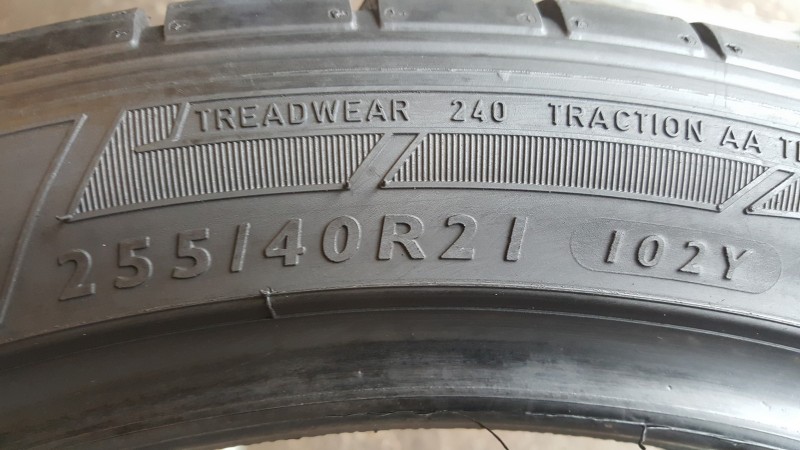 TREADWEAR 240 TRACTION AA
255/40R21 102Y